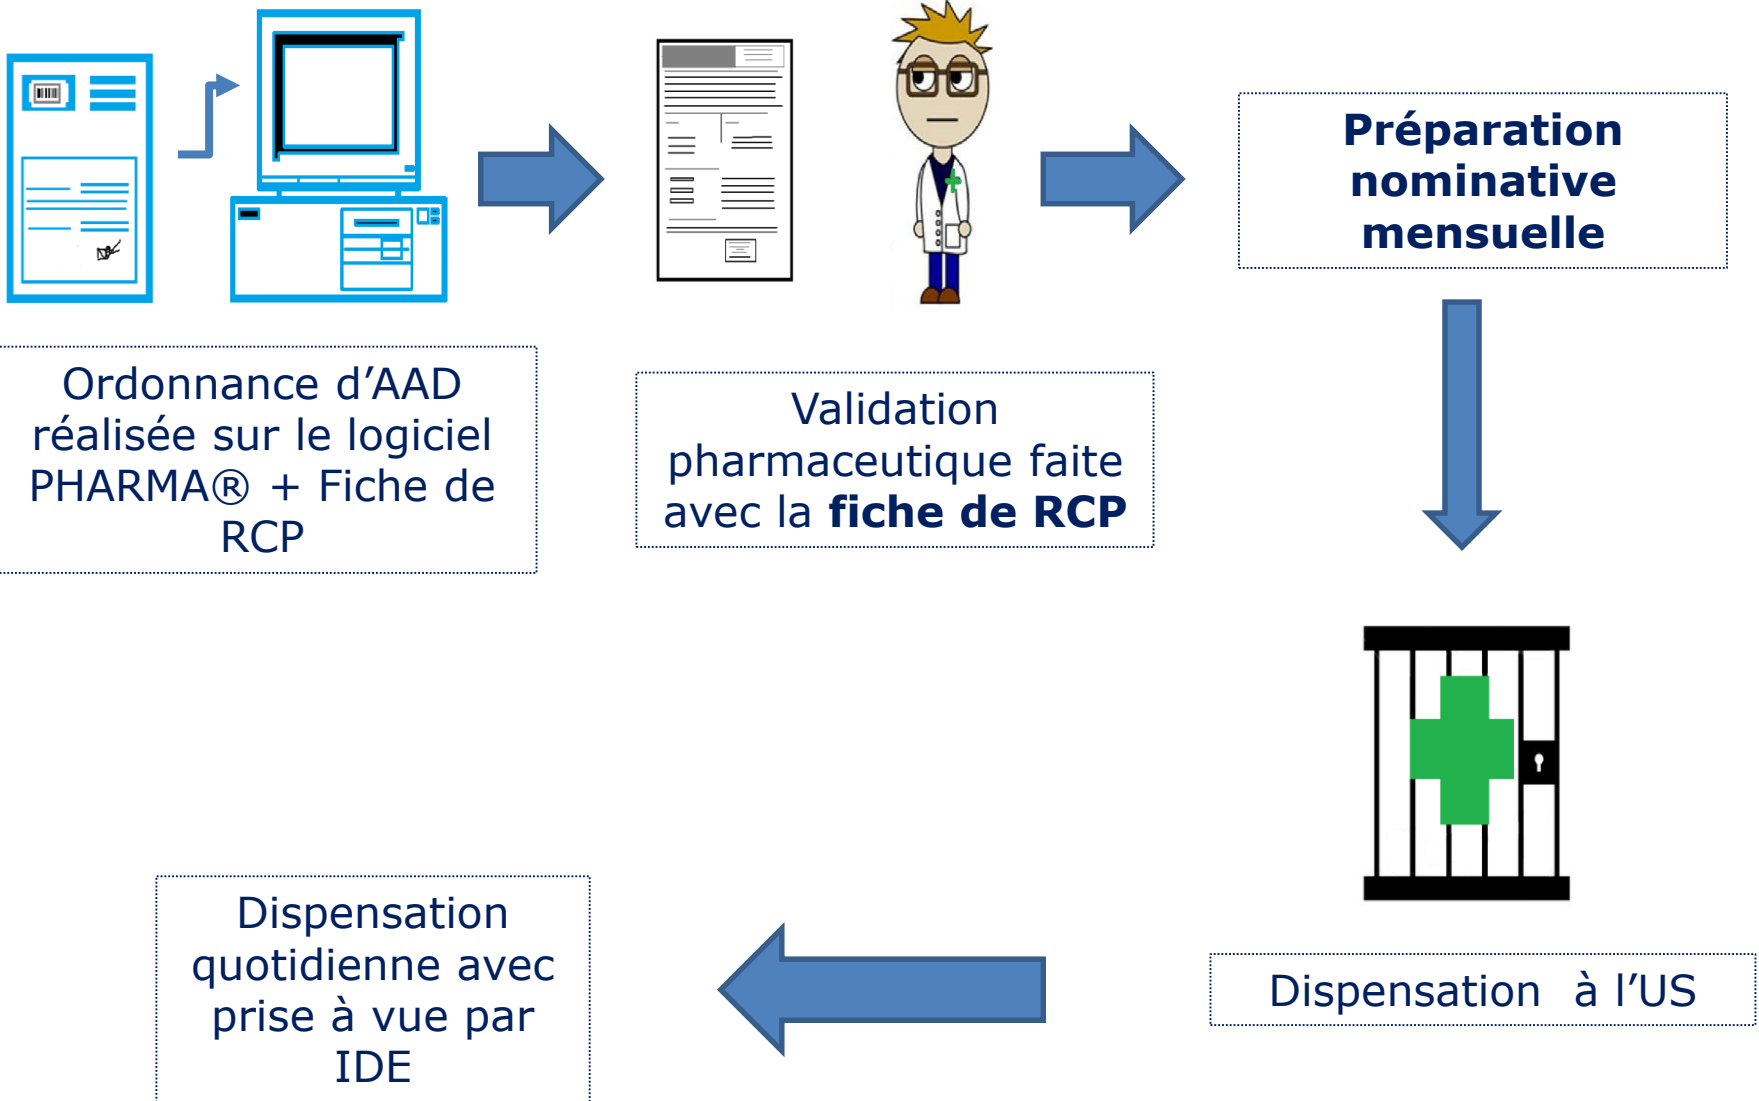 Ordonnance d’AAD
réalisée sur le logiciel
PHARMA® + Fiche de
RCP
Validation
pharmaceutique faite
avec la fiche de RCP
Préparation
nominative
mensuelle
Dispensation à l’US
Dispensation
quotidienne avec
prise à vue par
IDE